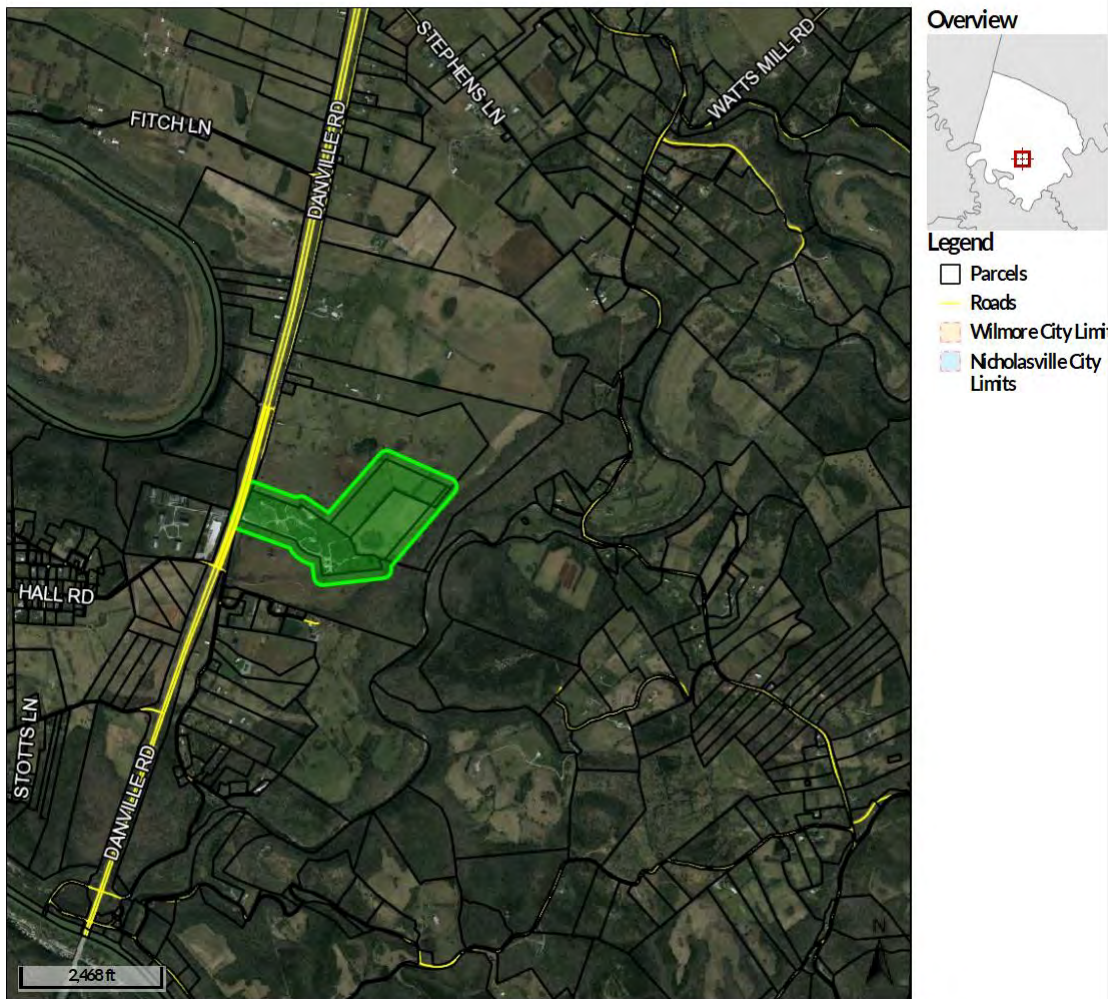 STEPHENS LN
WATTS MILL RD
FITCH LN
DANVILLE RD
HALL RD
STOTTS LN
DANVILLE RD
2,468 ft
N
Overview
Legend
Parcels
Roads
Wilmore City Limit
Nicholasville City
Limits